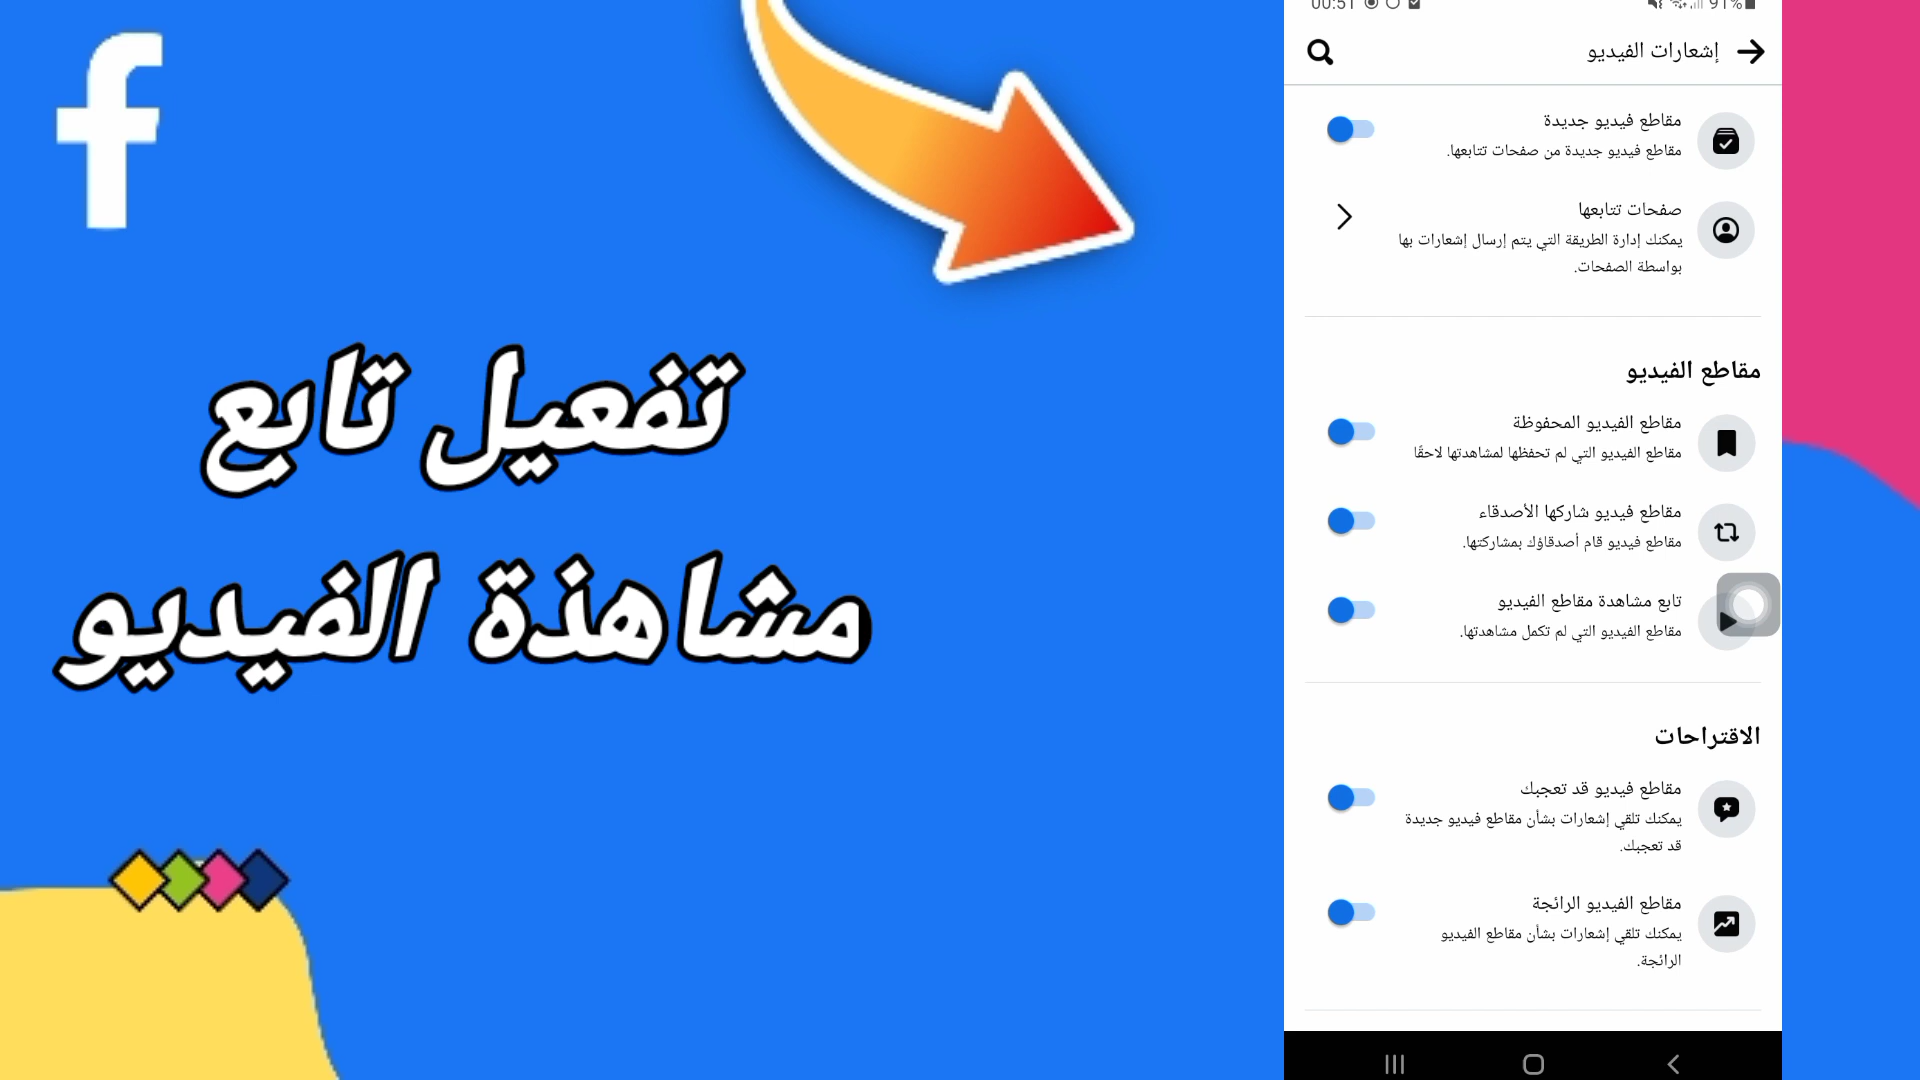 تفعيل تابع
مشاهذة الفيديو
00:51
91%
إشعارات الفيديو
مقاطع فيديو جديدة
مقاطع فيديو جديدة من صفحات تتابعها.
صفحات تتابعها
يمكنك إدارة الطريقة التي يتم إرسال إشعارات بها
بواسطة الصفحات.
مقاطع الفيديو
مقاطع الفيديو المحفوظة
مقاطع الفيديو التي لم تحفظها لمشاهدتها لاحقًا
مقاطع فيديو شاركها الأصدقاء
مقاطع فيديو قام أصدقاؤك بمشاركتها.
تابع مشاهدة مقاطع الفيديو
مقاطع الفيديو التي لم تكمل مشاهدتها.
الاقتراحات
مقاطع فيديو قد تعجبك
يمكنك تلقي إشعارات بشأن مقاطع فيديو جديدة
قد تعجبك.
مقاطع الفيديو الرائجة
يمكنك تلقي إشعارات بشأن مقاطع الفيديو
الرائجة.